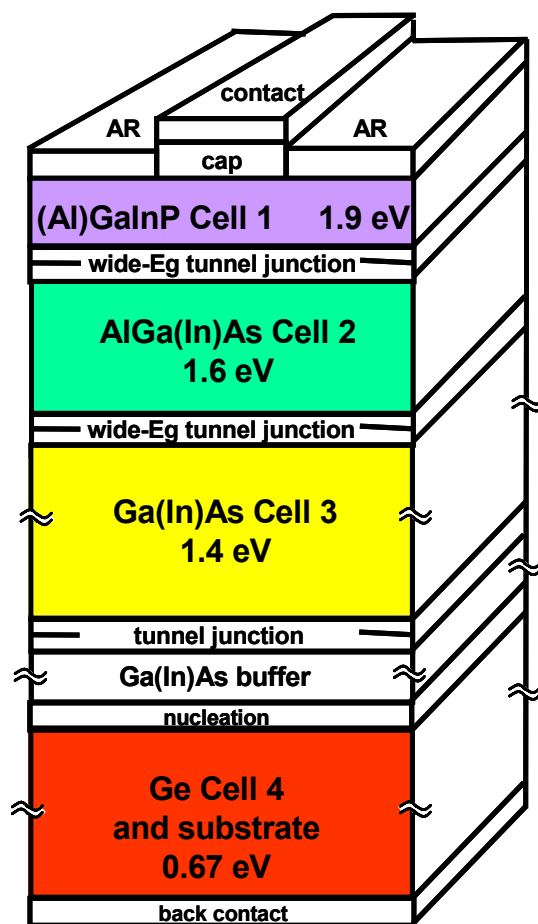 contact
AR
AR
cap
(Al)GaInP Cell 1 1.9 eV
wide-Eg tunnel junction
AlGa(In)As Cell 2
1.6 eV
wide-Eg tunnel junction
Ga(In)As Cell 3
1.4 eV
tunnel junction
Ga(In)As buffer
nucleation
Ge Cell 4
and substrate
0.67 eV
back contact